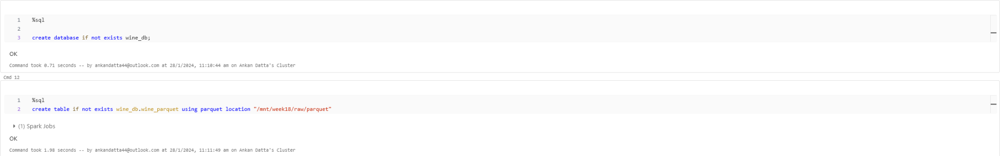 1 %sql
2
3 create database if not exists wine_db;
OK
Command took 0.71 seconds -- by ankandatta44@outlook.com at 28/1/2024, 11:10:44 am on Ankan Datta's Cluster
Cmd 12
1 %sql
2 create table if not exists wine_db.wine_parquet using parquet location "/mnt/week18/raw/parquet"
(1) Spark Jobs
OK
Command took 1.98 seconds -- by ankandatta44@outlook.com at 28/1/2024, 11:11:49 am on Ankan Datta's Cluster